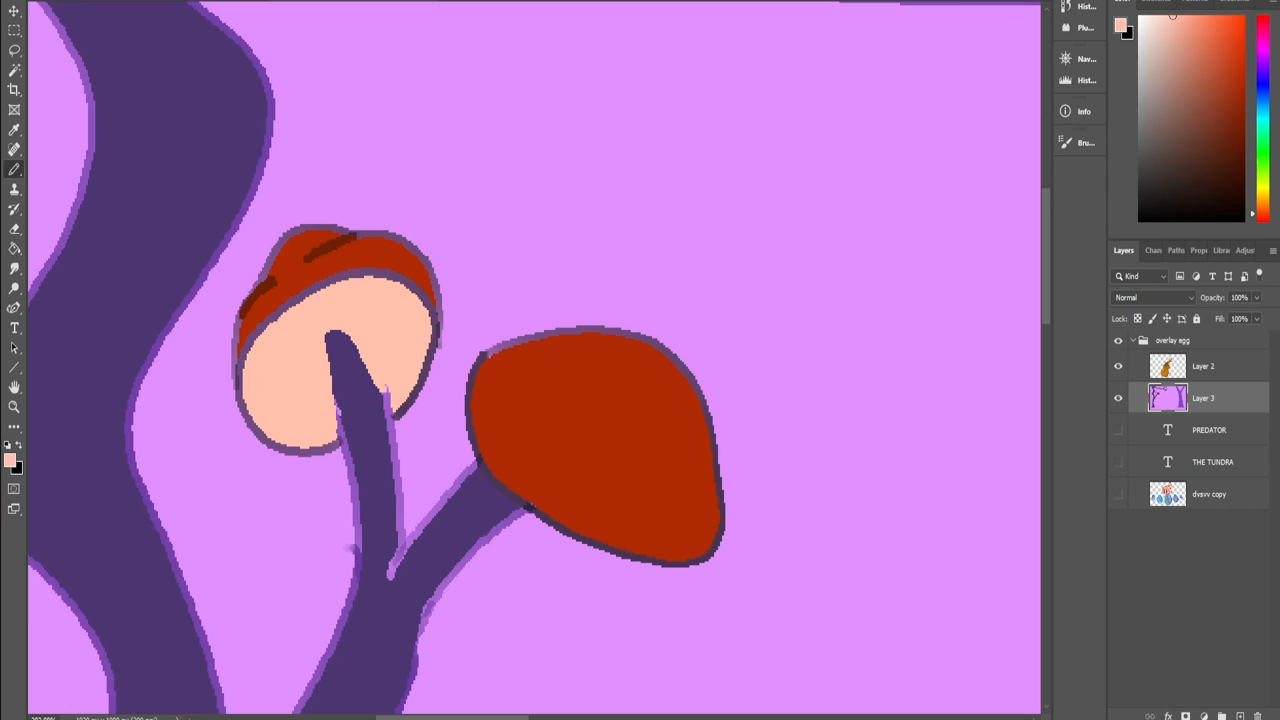 Hist...
Plu...
Nav...
Hist...
Info
Bru...
Layers Chan Paths Prop Libra Adjus
Kind
Normal Opacity: 100%
Lock: Fill: 100%
overlay egg
Layer 2
Layer 3
T PREDATOR
T THE TUNDRA
dvsvv copy
fx